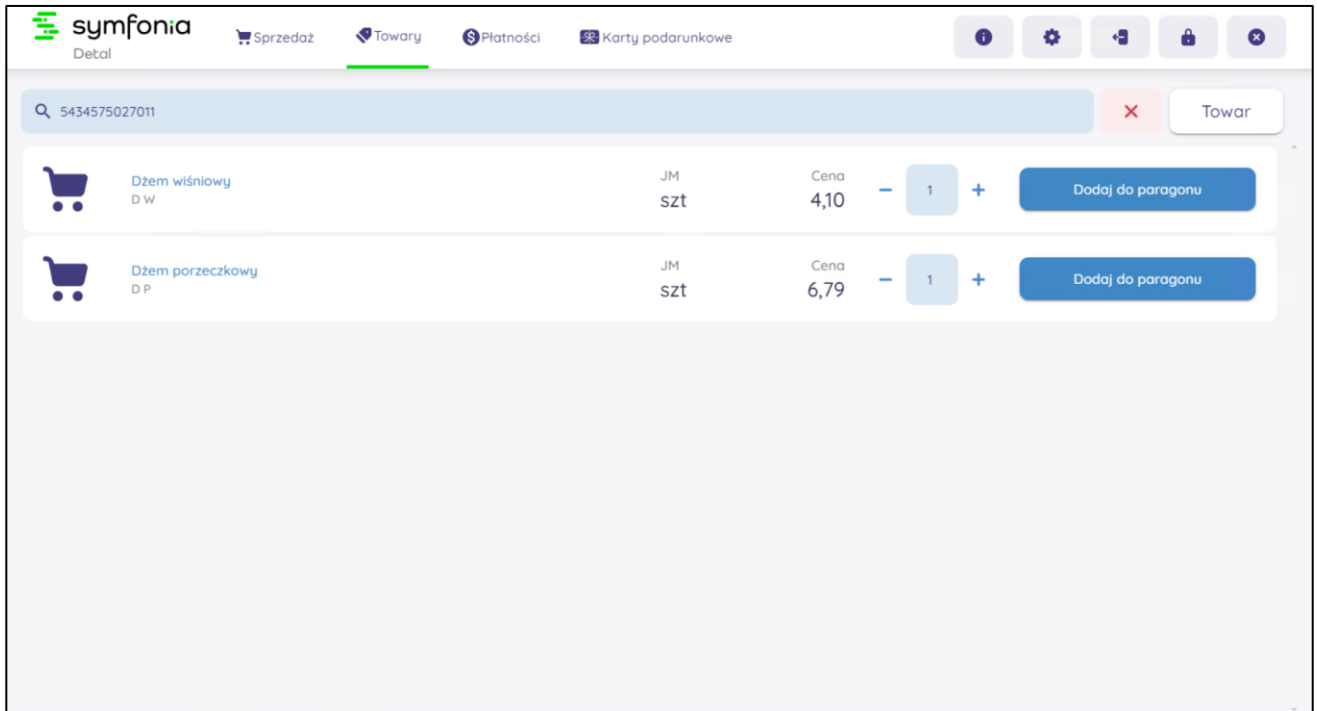 symfonia
Detal
Sprzedaż Towary Płatności Karty podarunkowe
5434575027011 Towar
Dżem wiśniowy
D W
JM
szt
Cena
4,10
1
Dodaj do paragonu
Dżem porzeczkowy
D P
JM
szt
Cena
6,79
1
Dodaj do paragonu